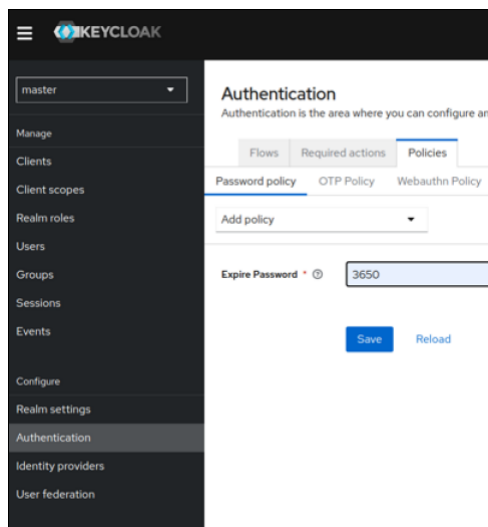 KEYCLOAK
master
Manage
Clients
Client scopes
Realm roles
Users
Groups
Sessions
Events
Configure
Realm settings
Authentication
Identity providers
User federation
Authentication
Authentication is the area where you can configure an
Flows Required actions Policies
Password policy OTP Policy Webauthn Policy
Add policy
Expire Password * 3650
Save Reload